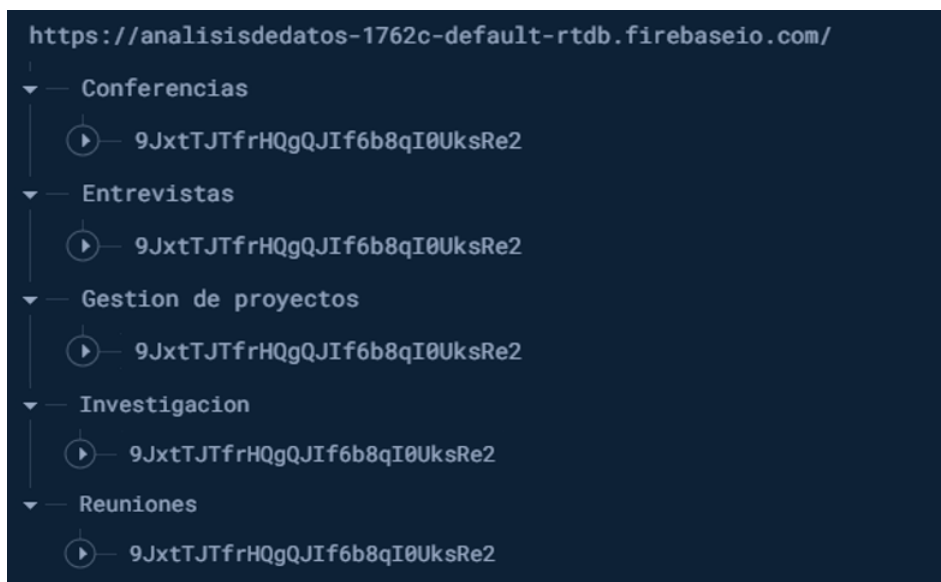 https://analisisdedatos-1762c-default-rtdb.firebaseio.com/
Conferencias
9JxtTJTfrHQgQJIf6b8qI0UksRe2
Entrevistas
9JxtTJTfrHQgQJIf6b8qI0UksRe2
Gestion de proyectos
9JxtTJTfrHQgQJIf6b8qI0UksRe2
Investigacion
9JxtTJTfrHQgQJIf6b8qI0UksRe2
Reuniones
9JxtTJTfrHQgQJIf6b8qI0UksRe2